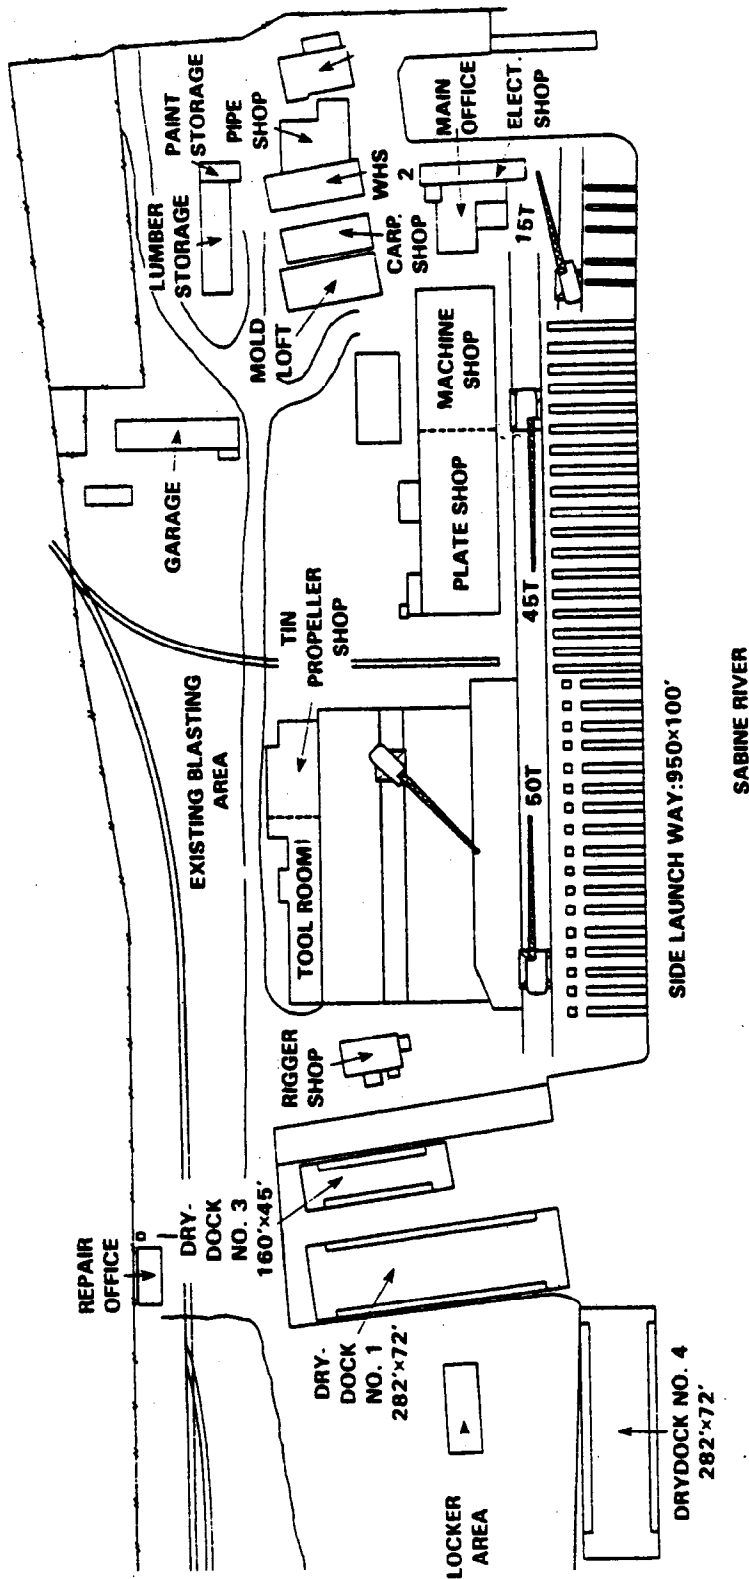 REPAIR
OFFICE
DRY-
DOCK
NO. 3
160'×45'
DRY-
DOCK
NO. 1
282'×72'
LOCKER
AREA
DRYDOCK NO. 4
282'×72'
RIGGER
SHOP
EXISTING BLASTING
AREA
TOOL ROOM
TIN
PROPELLER
SHOP
GARAGE
LUMBER
STORAGE
PAINT
STORAGE
PIPE
SHOP
MOLD
LOFT
CARP.
SHOP
WHS
2
MAIN
OFFICE
ELECT.
SHOP
PLATE SHOP
MACHINE
SHOP
50T
45T
15T
SIDE LAUNCH WAY:950×100'
SABINE RIVER